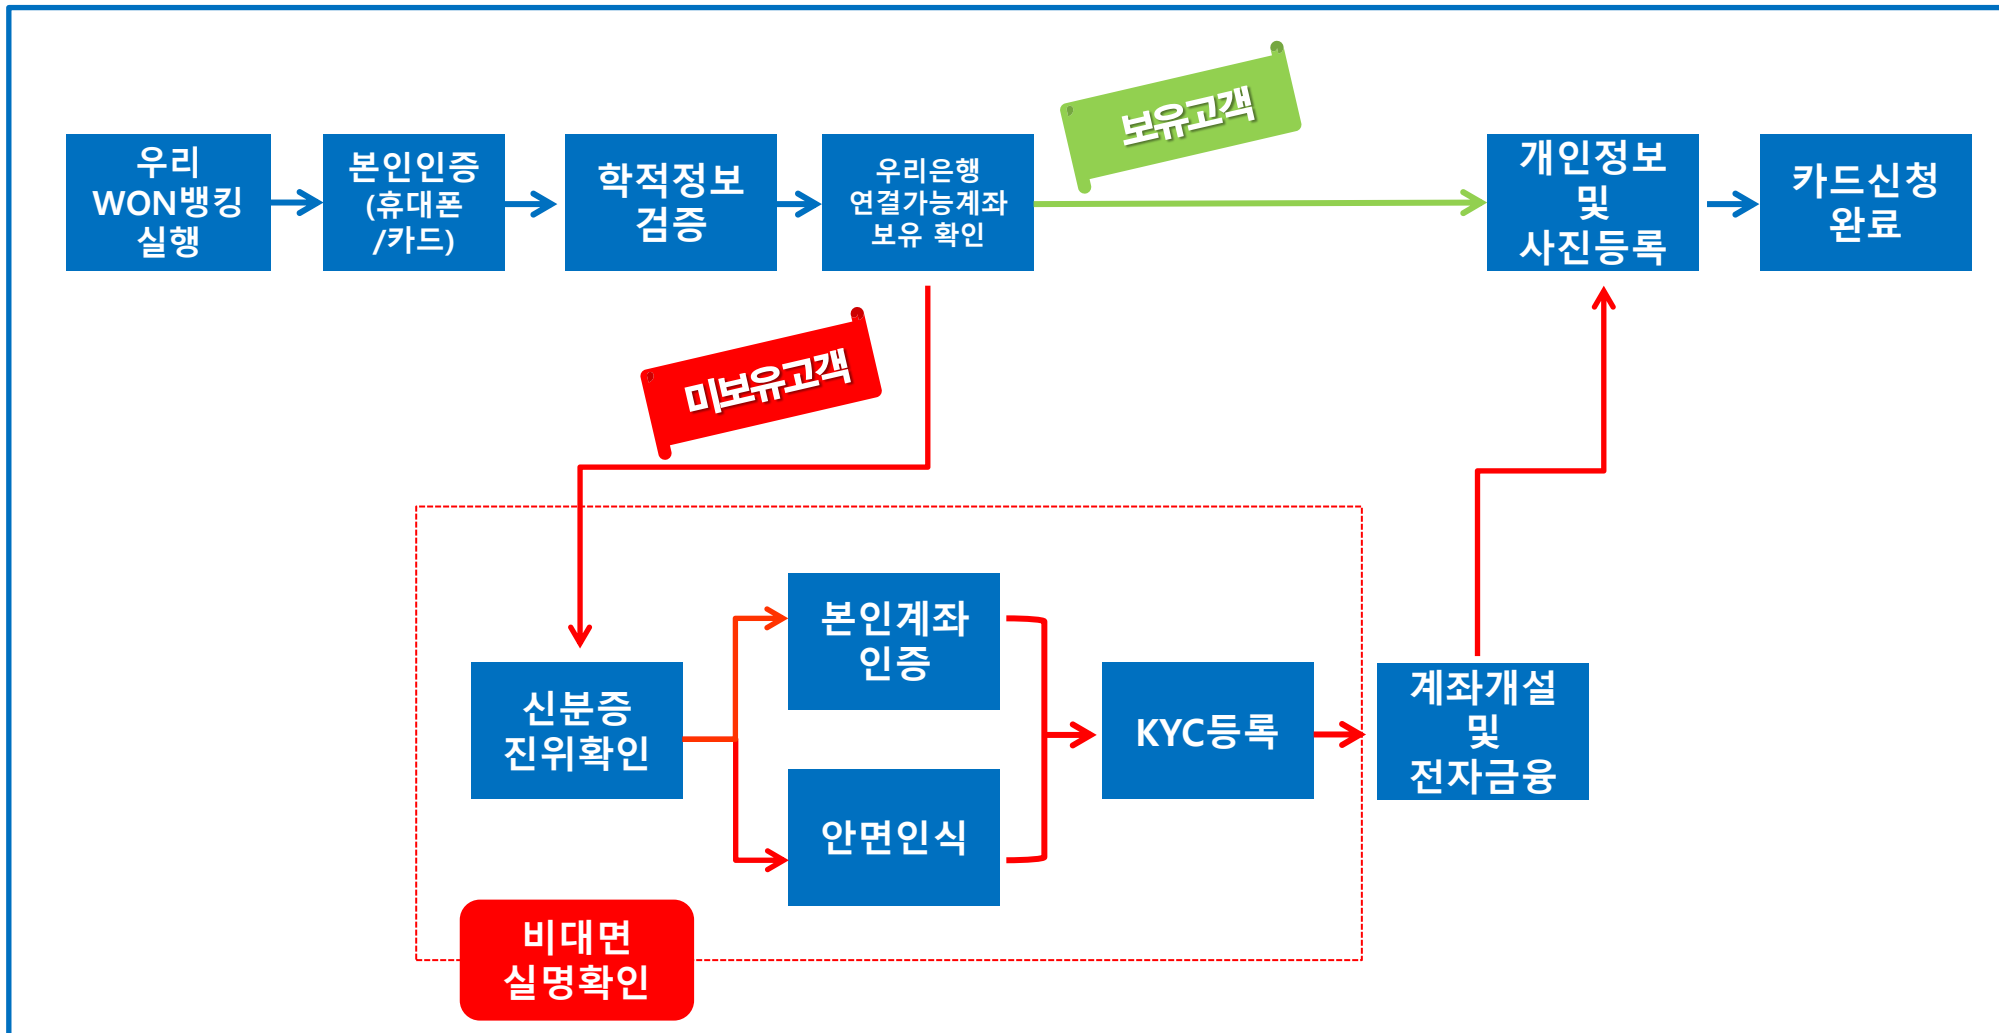 우리
WON뱅킹
실행
본인인증
(휴대폰
/카드)
학적정보
검증
우리은행
연결가능계좌
보유 확인
보유고객
개인정보
및
사진등록
카드신청
완료
미보유고객
신분증
진위확인
본인계좌
인증
안면인식
KYC등록
계좌개설
및
전자금융
비대면
실명확인